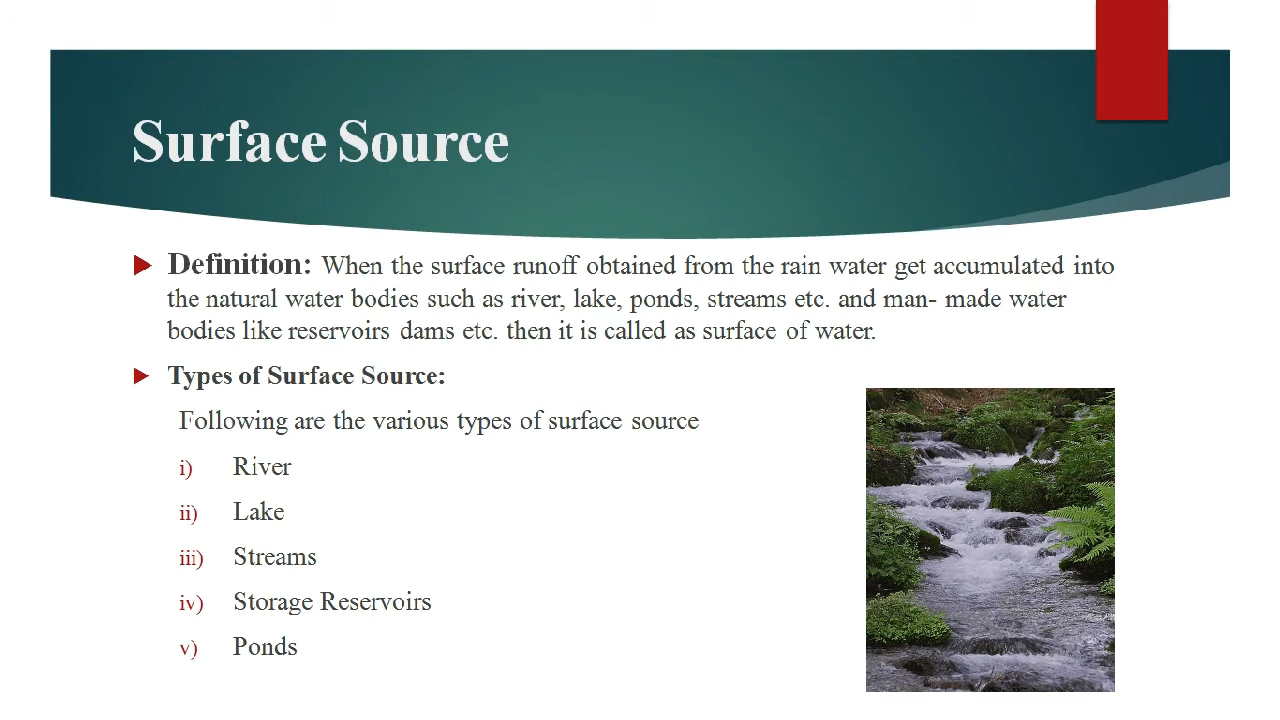 Surface Source
Definition: When the surface runoff obtained from the rain water get accumulated into
the natural water bodies such as river, lake, ponds, streams etc. and man- made water
bodies like reservoirs dams etc. then it is called as surface of water.
Types of Surface Source:
Following are the various types of surface source
i) River
ii) Lake
iii) Streams
iv) Storage Reservoirs
v) Ponds